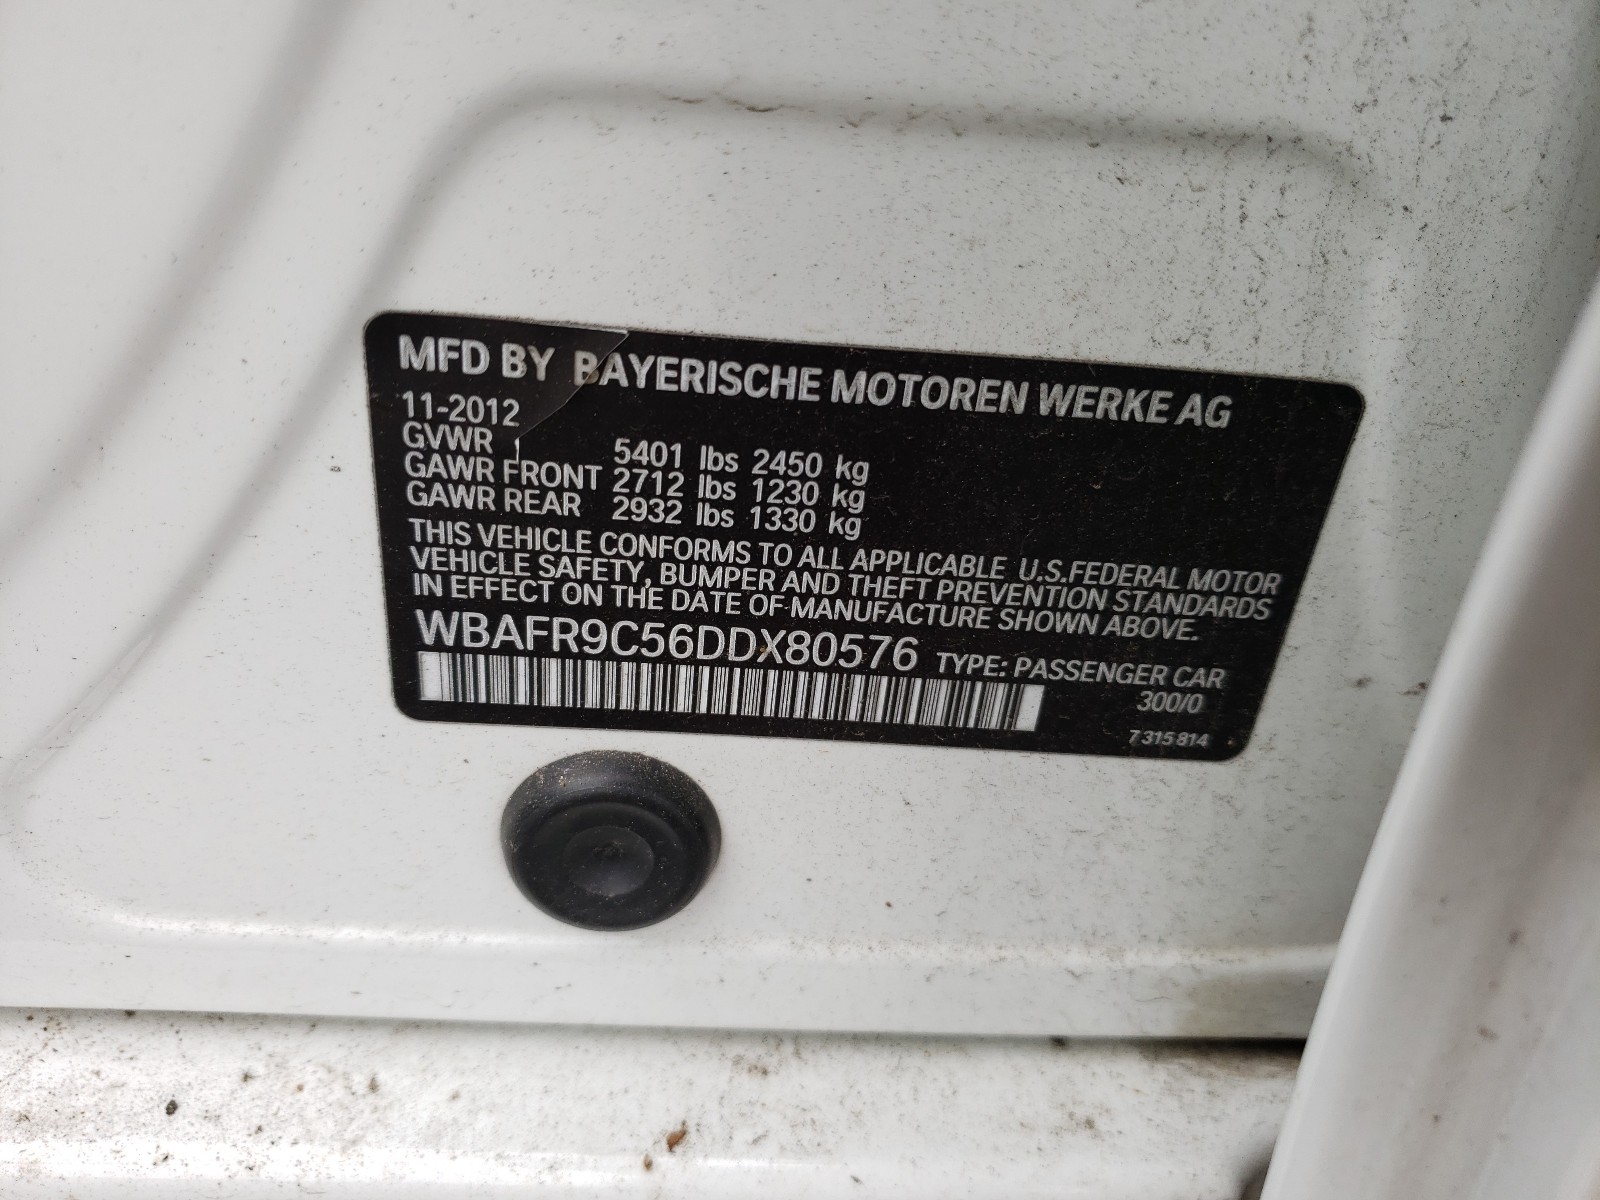 MFD BY BAYERISCHE MOTOREN WERKE AG
11-2012
GVWR 5401 lbs 2450 kg
GAWR FRONT 2712 lbs 1230 kg
GAWR REAR 2932 lbs 1330 kg
THIS VEHICLE CONFORMS TO ALL APPLICABLE U.S.FEDERAL MOTOR
VEHICLE SAFETY, BUMPER AND THEFT PREVENTION STANDARDS
IN EFFECT ON THE DATE OF MANUFACTURE SHOWN ABOVE.
WBAFR9C56DDX80576 TYPE: PASSENGER CAR
300/0
7 315 814